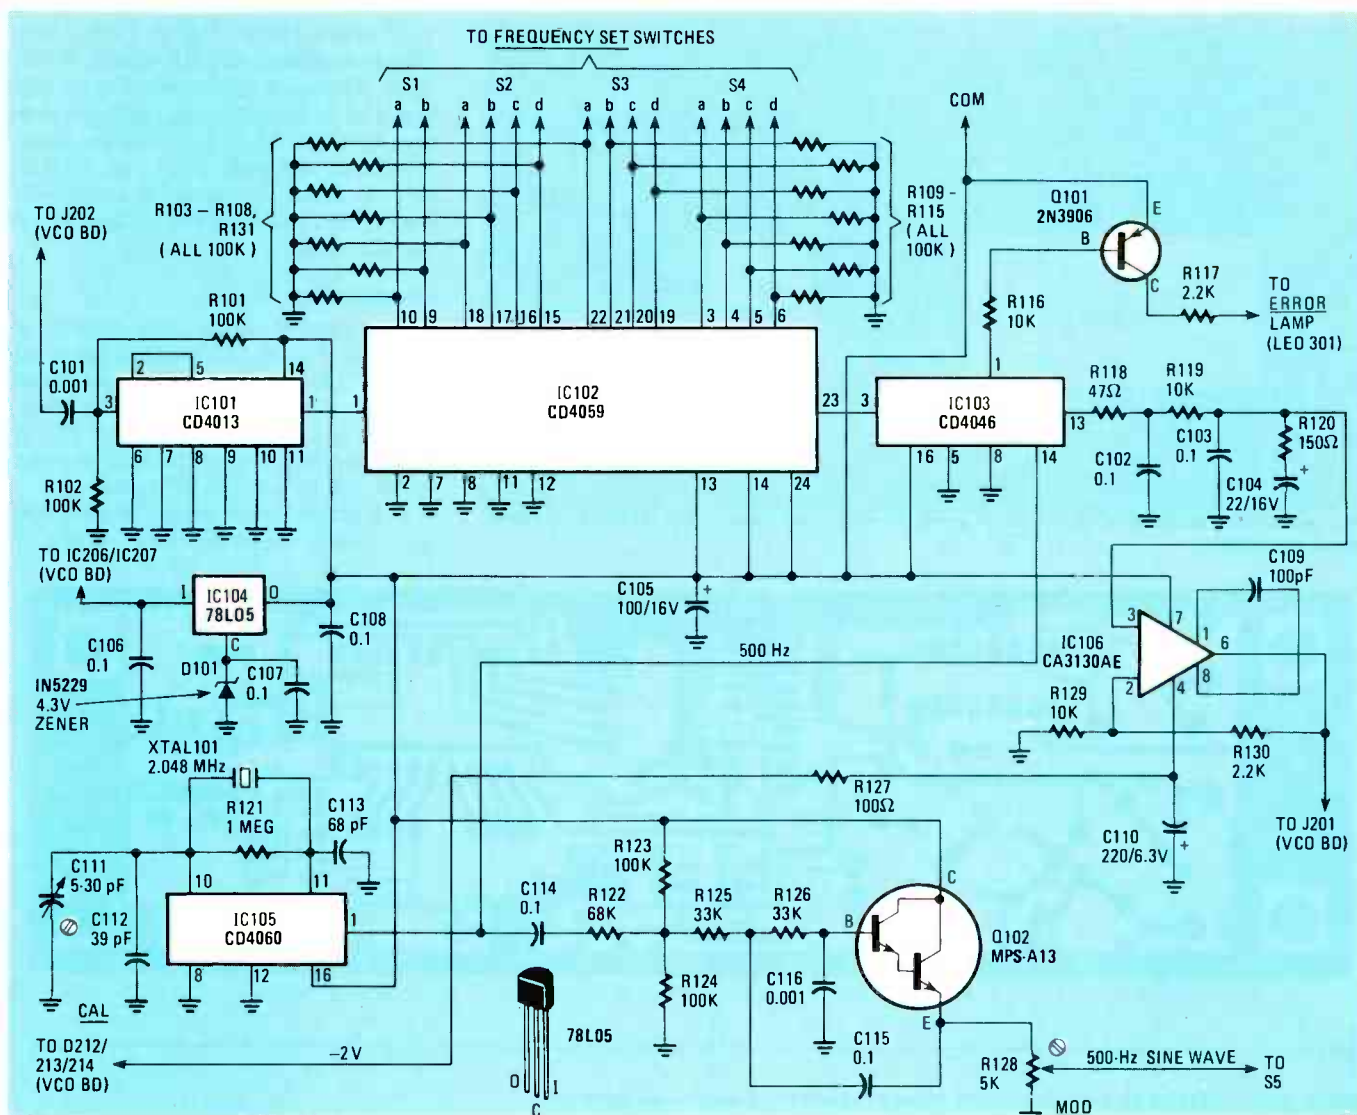 TO FREQUENCY SET SWITCHES
S1 S2 S3 S4
a b a b c d a b c d a b c d
COM
TO J202
(VCO BD)
R103 – R108,
R131
(ALL 100K)
R109 -
R115
(ALL
100K)
Q101
2N3906
E
B
C
R117
2.2K
TO
ERROR
LAMP
(LED 301)
R101
100K
R116
10K
10 9 18 17 16 15 22 21 20 19 3 4 5 6
C101
0.001
2 5 14
3
IC101
CD4013
1
6 7 8 9 10 11
1
IC102
CD4059
23
2 7 8 11 12 13 14 24
3
1
IC103
CD4046
13
16 5 8 14
R118
47Ω
R119
10K
C102
0.1
C103
0.1
R120
150Ω
+
C104
22/16V
R102
100K
TO IC206/IC207
(VCO BD)
I
IC104
78L05
O
C
C106
0.1
D101
C107
0.1
C108
0.1
IN5229
4.3V
ZENER
C105
100/16V
+
500 Hz
C109
100pF
IC106
CA3130AE
3
2
7
1
6
8
4
R129
10K
R130
2.2K
XTAL101
2.048 MHz
R121
1 MEG
C113
68 pF
C111
5-30 pF
C112
39 pF
10 11
IC105
CD4060
1
8 12 16
CAL
R127
100Ω
C110
220/6.3V
+
TO J201
(VCO BD)
C114
0.1
R122
68K
R123
100K
R125
33K
R126
33K
R124
100K
C116
0.001
B
C
E
Q102
MPS-A13
C115
0.1
78L05
O
C
I
TO D212/
213/214
(VCO BD)
–2V
R128
5K
MOD
500-Hz SINE WAVE
TO
S5